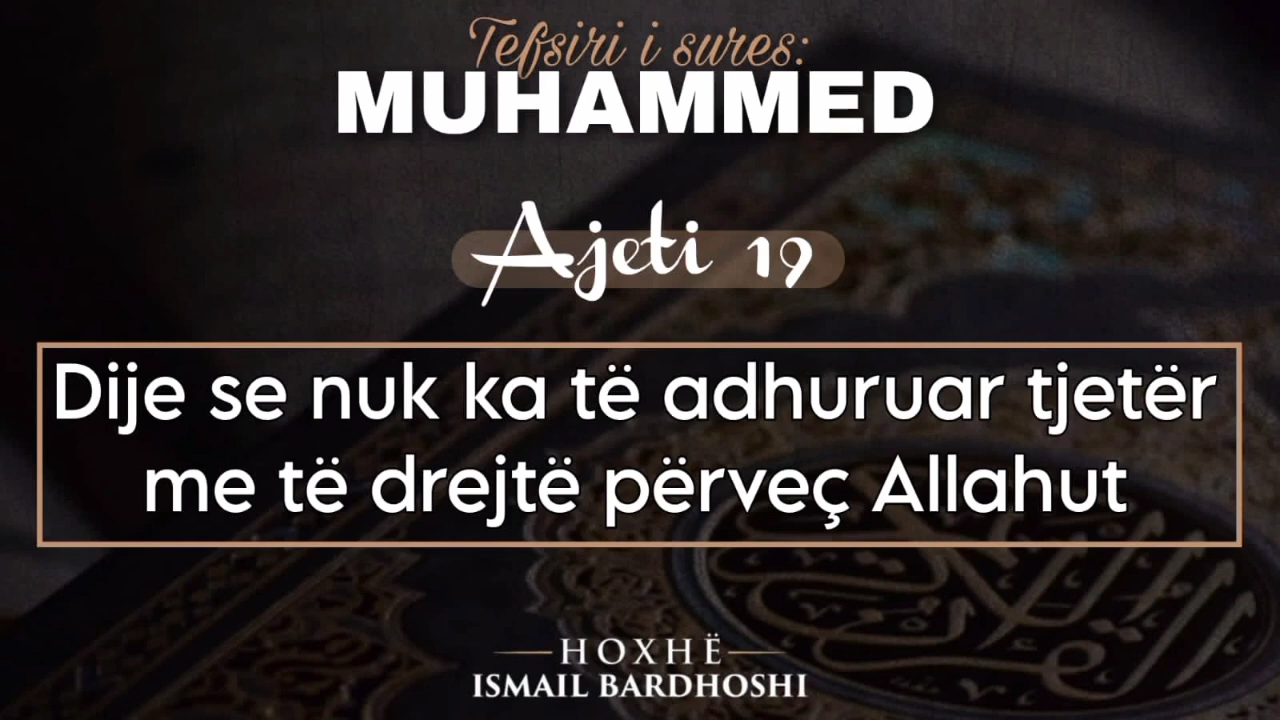 Tefsiri i sures:
MUHAMMED
Ajeti 19
Dije se nuk ka të adhuruar tjetër
me të drejtë përveç Allahut
HOXHË
ISMAIL BARDHOSHI